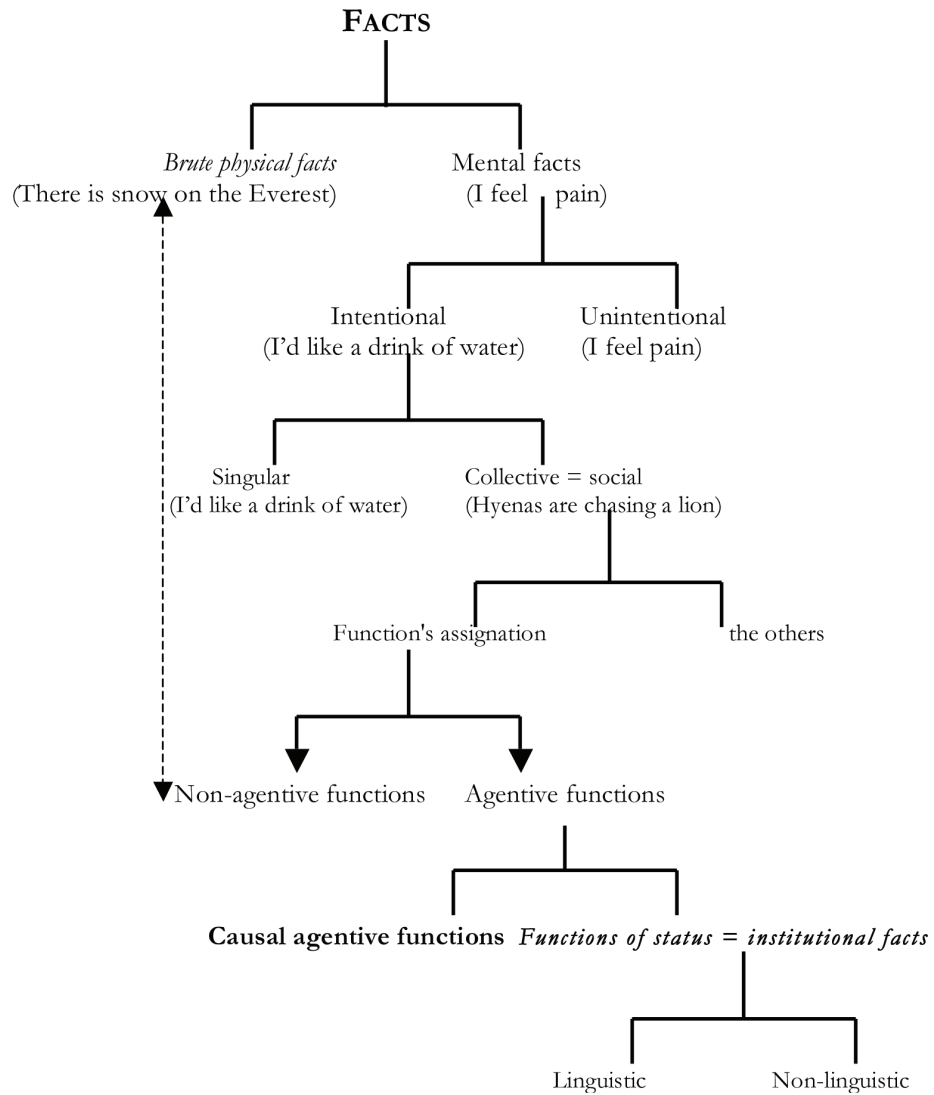 FACTS
Brute physical facts
(There is snow on the Everest)
Mental facts
(I feel pain)
Intentional
(I'd like a drink of water)
Unintentional
(I feel pain)
Singular
(I'd like a drink of water)
Collective = social
(Hyenas are chasing a lion)
Function's assignation
the others
Non-agentive functions
Agentive functions
Causal agentive functions
Functions of status = institutional facts
Linguistic
Non-linguistic